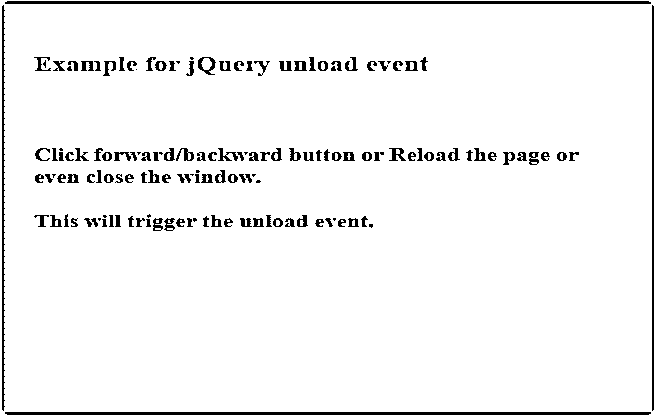 Example for jQuery unload event
Click forward/backward button or Reload the page or
even close the window.
This will trigger the unload event.